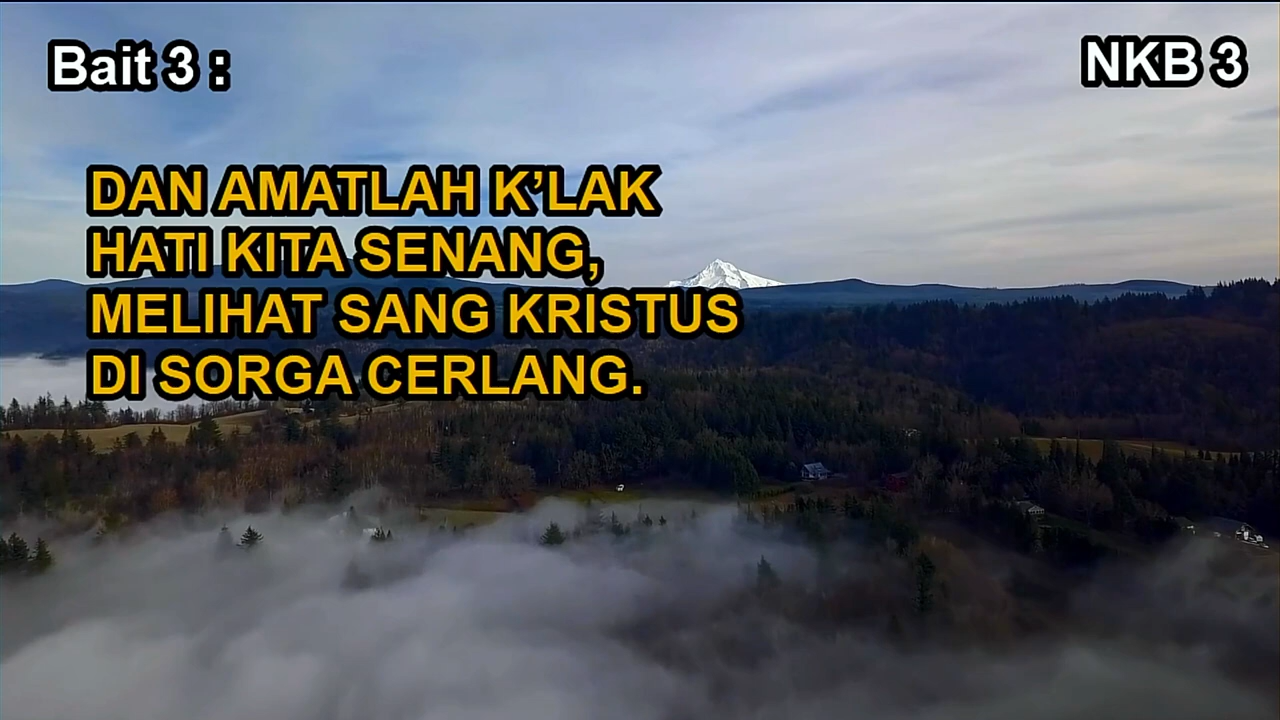 Bait 3 :
NKB 3
DAN AMATLAH K’LAK
HATI KITA SENANG,
MELIHAT SANG KRISTUS
DI SORGA CERLANG.